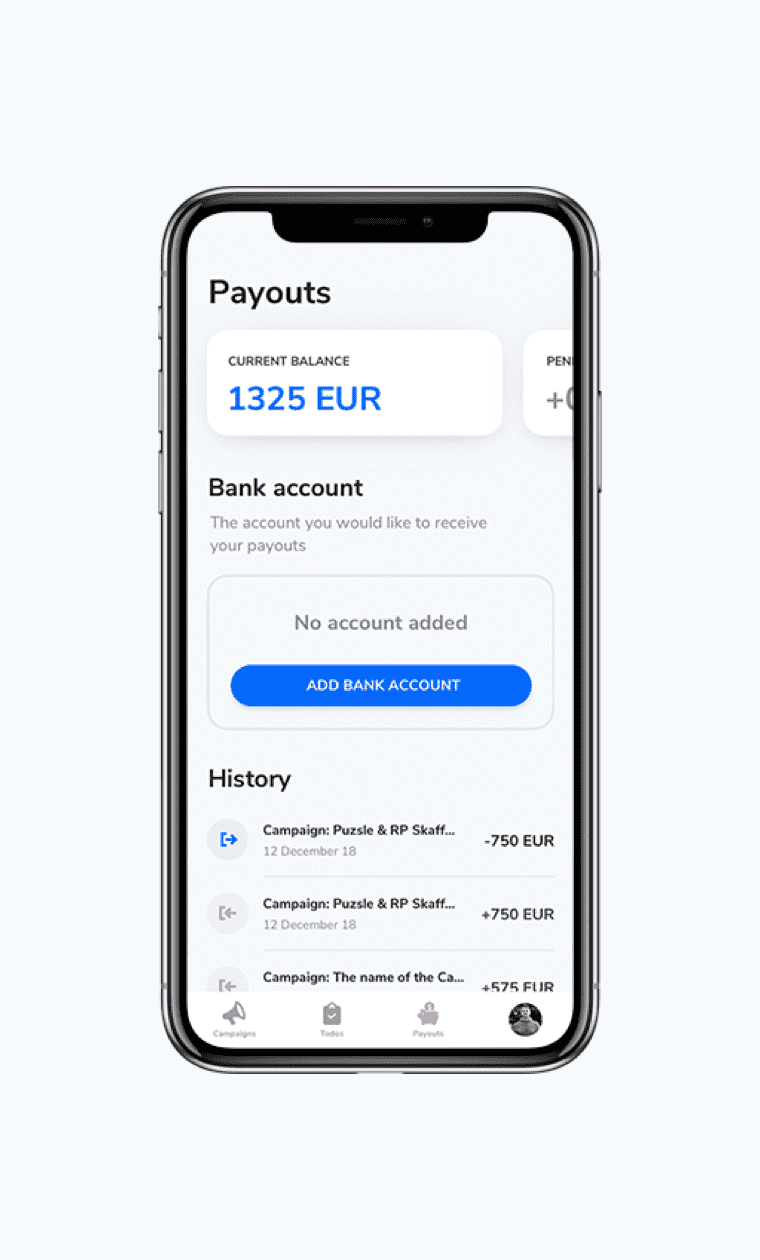 Payouts
CURRENT BALANCE
1325 EUR
Bank account
The account you would like to receive
your payouts
No account added
ADD BANK ACCOUNT
History
Campaign: Puzsle & RP Skaff...
12 December 18
-750 EUR
Campaign: Puzsle & RP Skaff...
12 December 18
+750 EUR
Campaign: The name of the Ca...
+575 EUR
Campaigns
Todos
Payouts